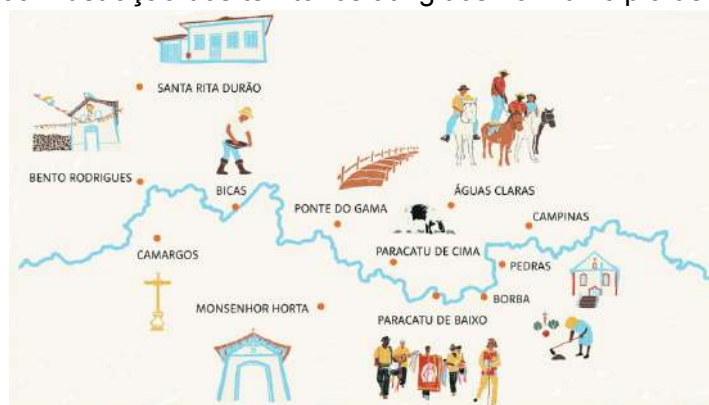 SANTA RITA DURÃO
BENTO RODRIGUES
BICAS
ÁGUAS CLARAS
PONTE DO GAMA
CAMPINAS
CAMARGOS
PARACATU DE CIMA
PEDRAS
MONSENHOR HORTA
BORBA
PARACATU DE BAIXO